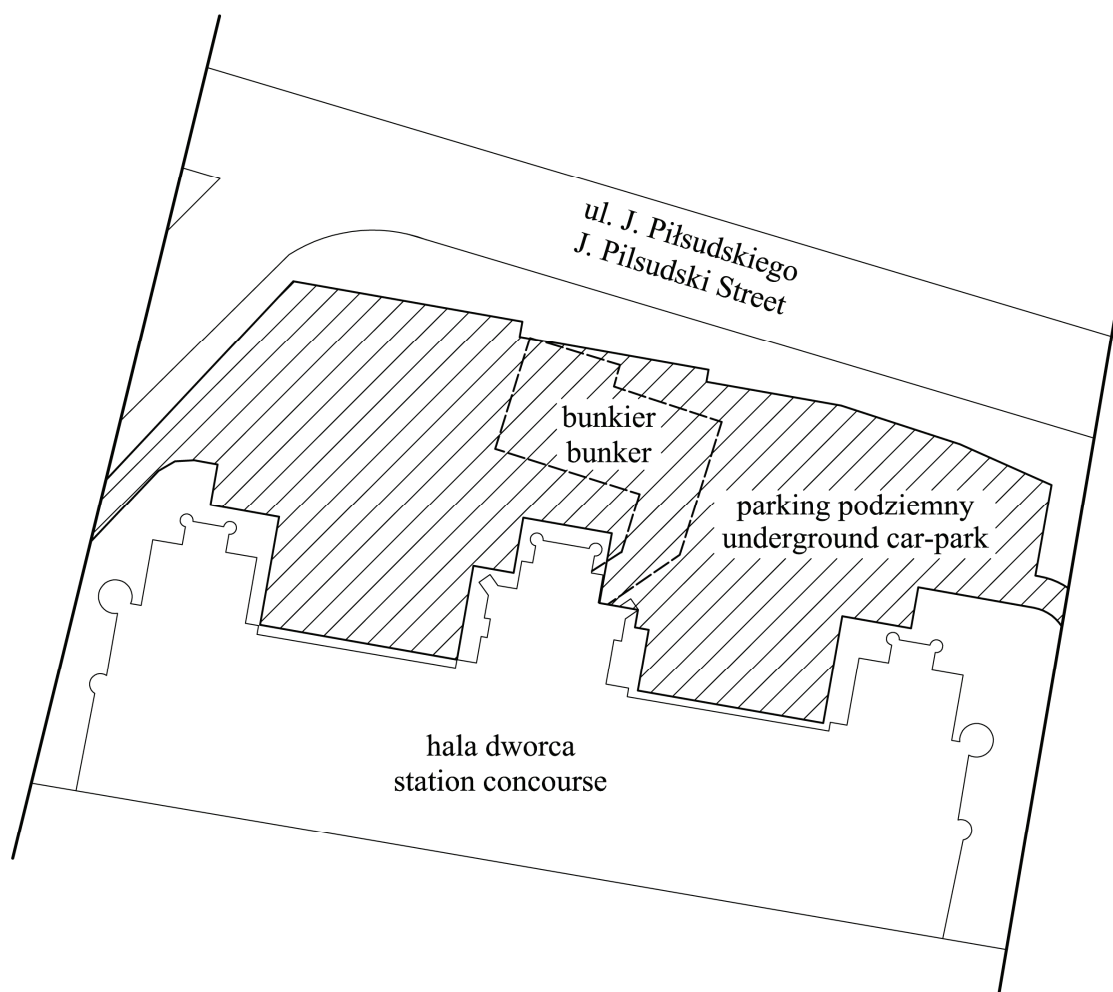 ul. J. Piłsudskiego
J. Pilsudski Street
bunkier
bunker
parking podziemny
underground car-park
hala dworca
station concourse